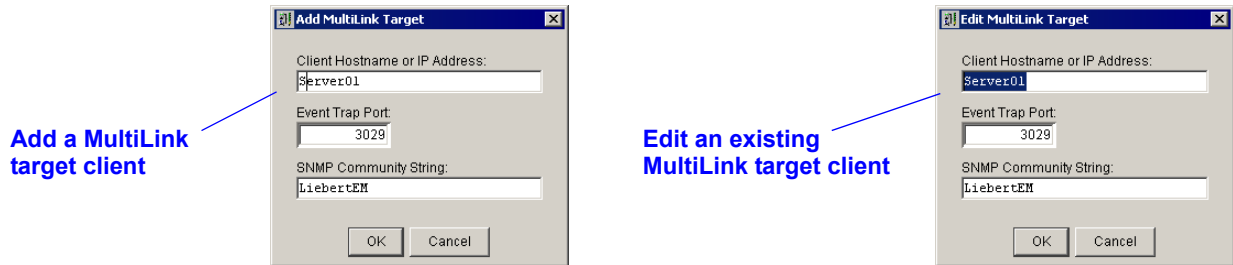 Add MultiLink Target
Client Hostname or IP Address:
Server01
Event Trap Port:
3029
SNMP Community String:
LiebertEM
OK
Cancel
Add a MultiLink
target client
Edit MultiLink Target
Client Hostname or IP Address:
Server01
Event Trap Port:
3029
SNMP Community String:
LiebertEM
OK
Cancel
Edit an existing
MultiLink target client